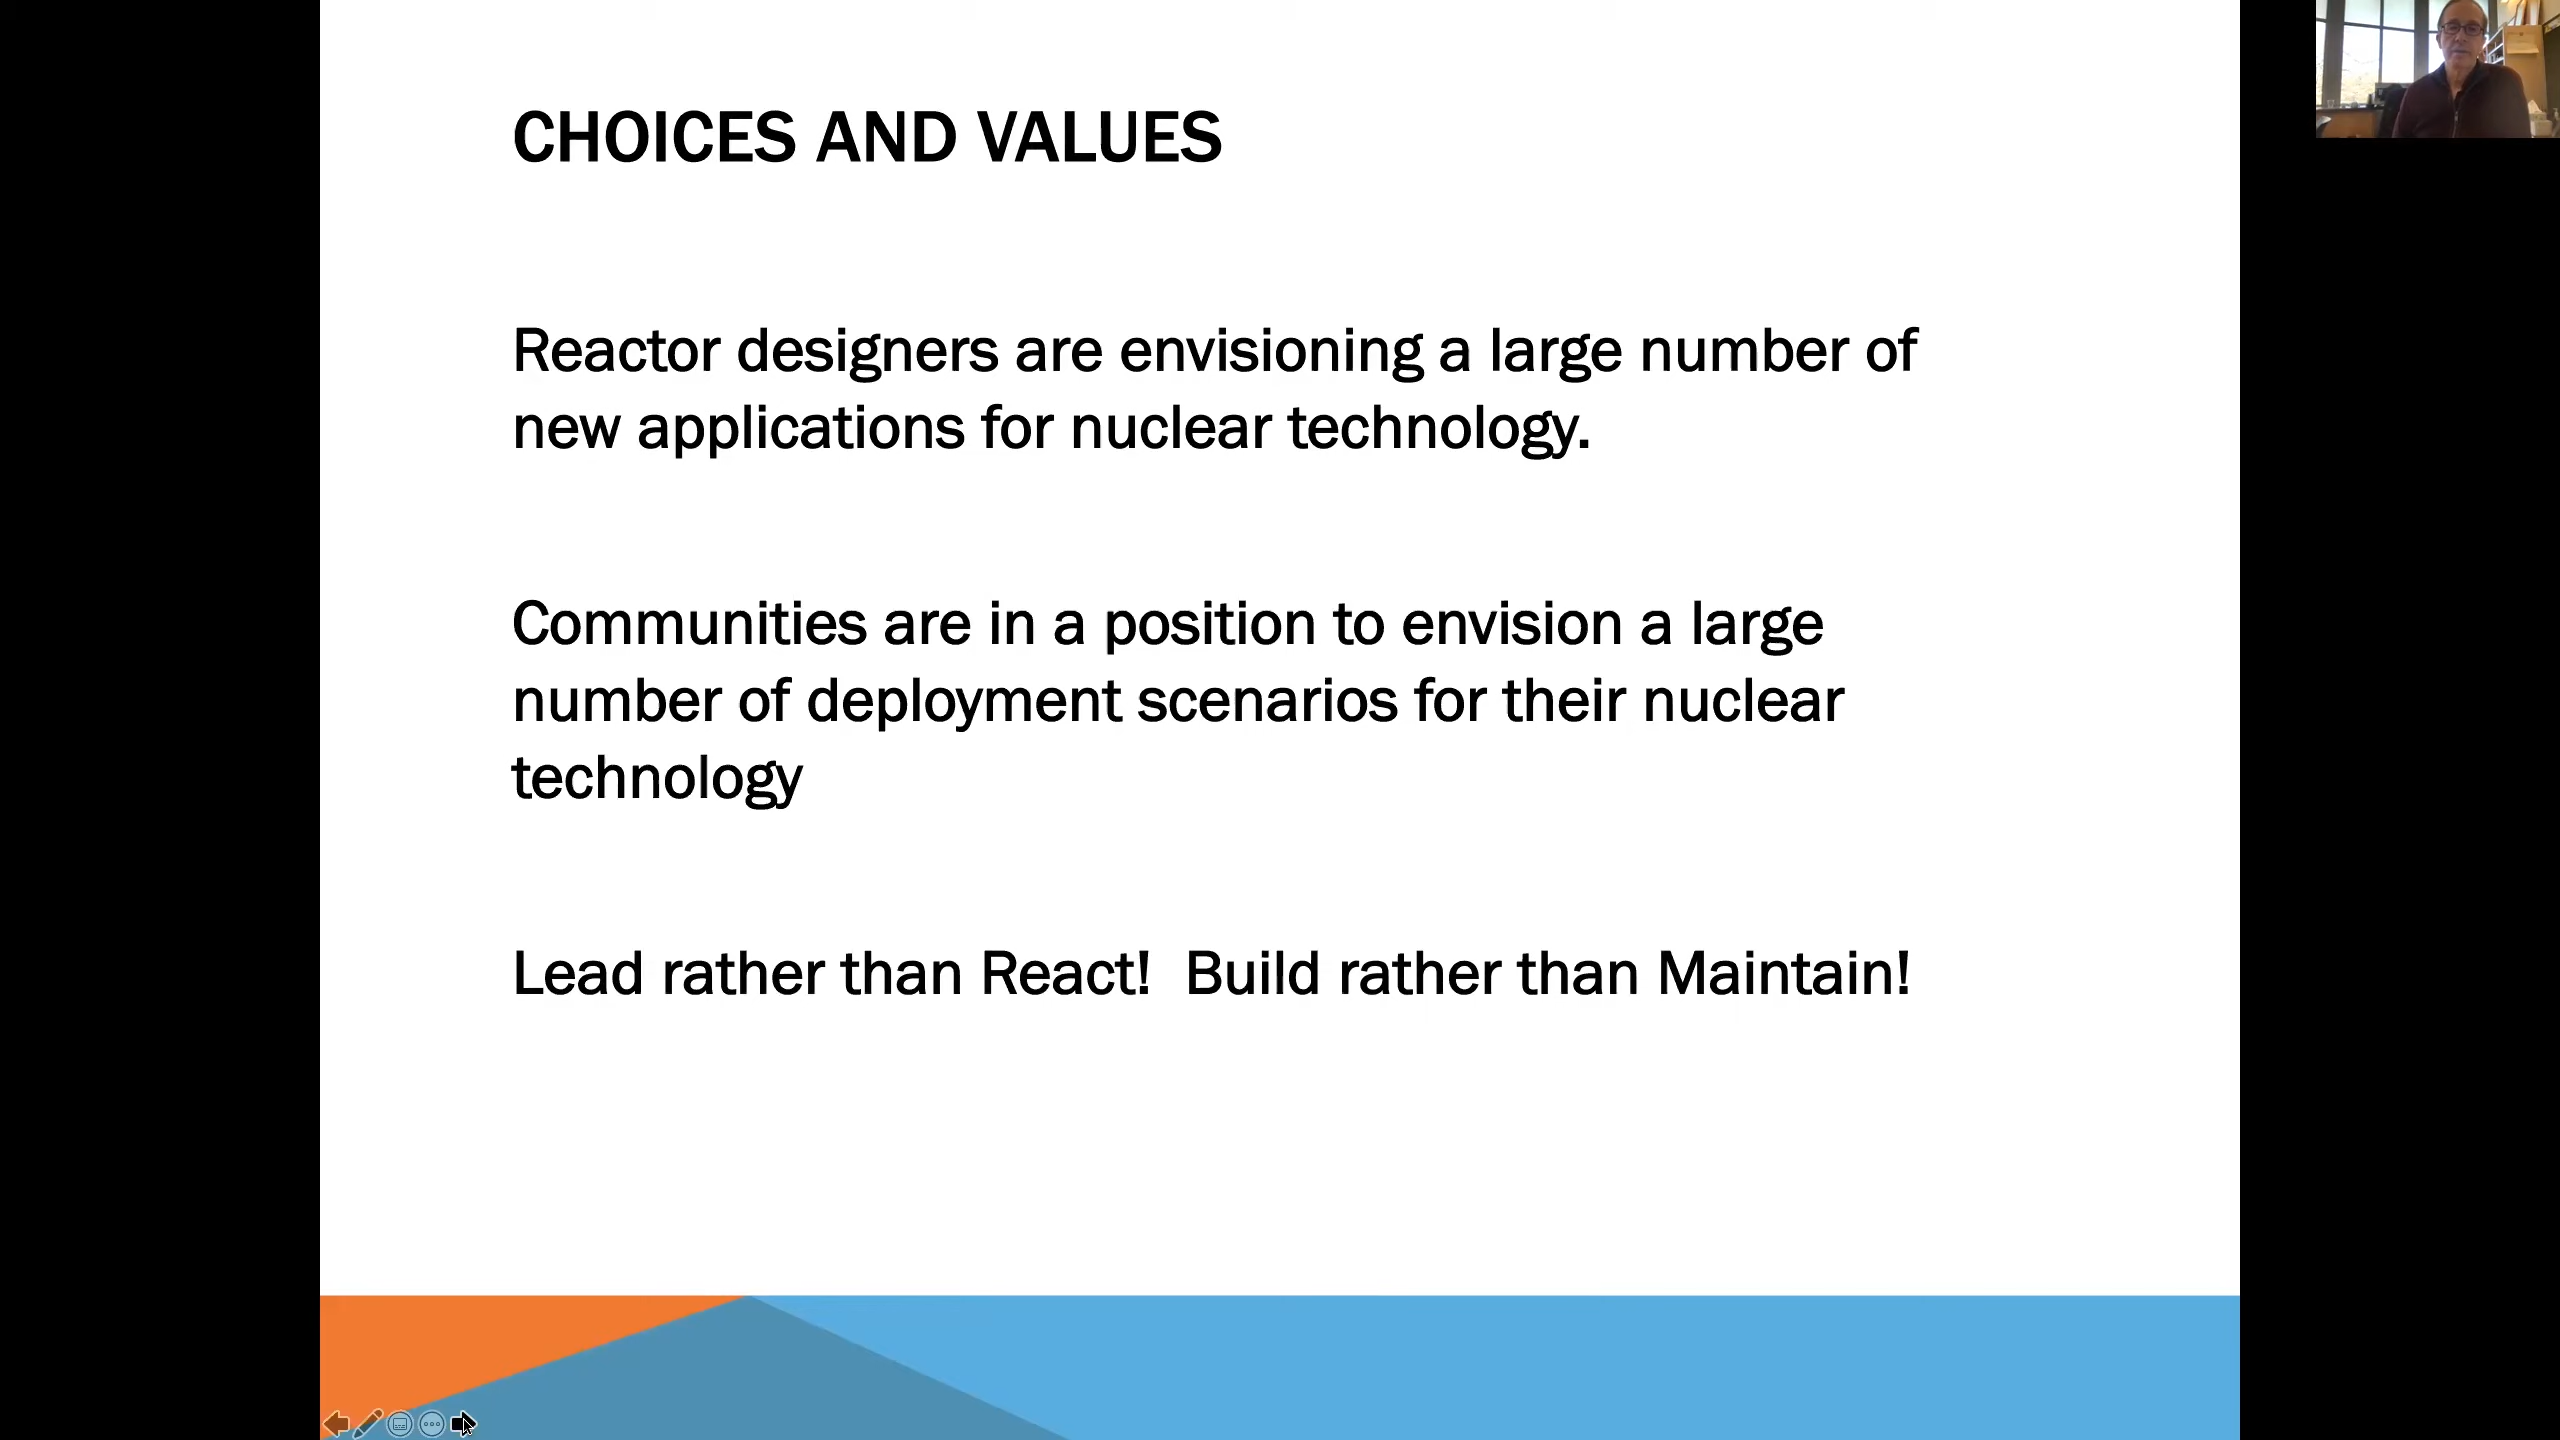 CHOICES AND VALUES
Reactor designers are envisioning a large number of
new applications for nuclear technology.
Communities are in a position to envision a large
number of deployment scenarios for their nuclear
technology
Lead rather than React!  Build rather than Maintain!